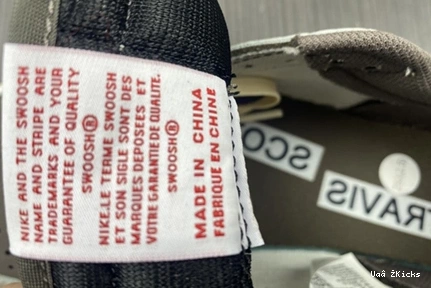 NIKE AND THE SWOOSH
NAME AND STRIPE ARE
TRADEMARKS AND YOUR
GUARANTEE OF QUALITY
SWOOSH®
NIKE.LE TERME SWOOSH
ET SON SIGLE SONT DES
MARQUES DEPOSEES ET
VOTRE GARANTIE DE QUALITE.
SWOOSH®
MADE IN CHINA
FABRIQUE EN CHINE
SCO
TRAVIS
Uaâ ŽKicks